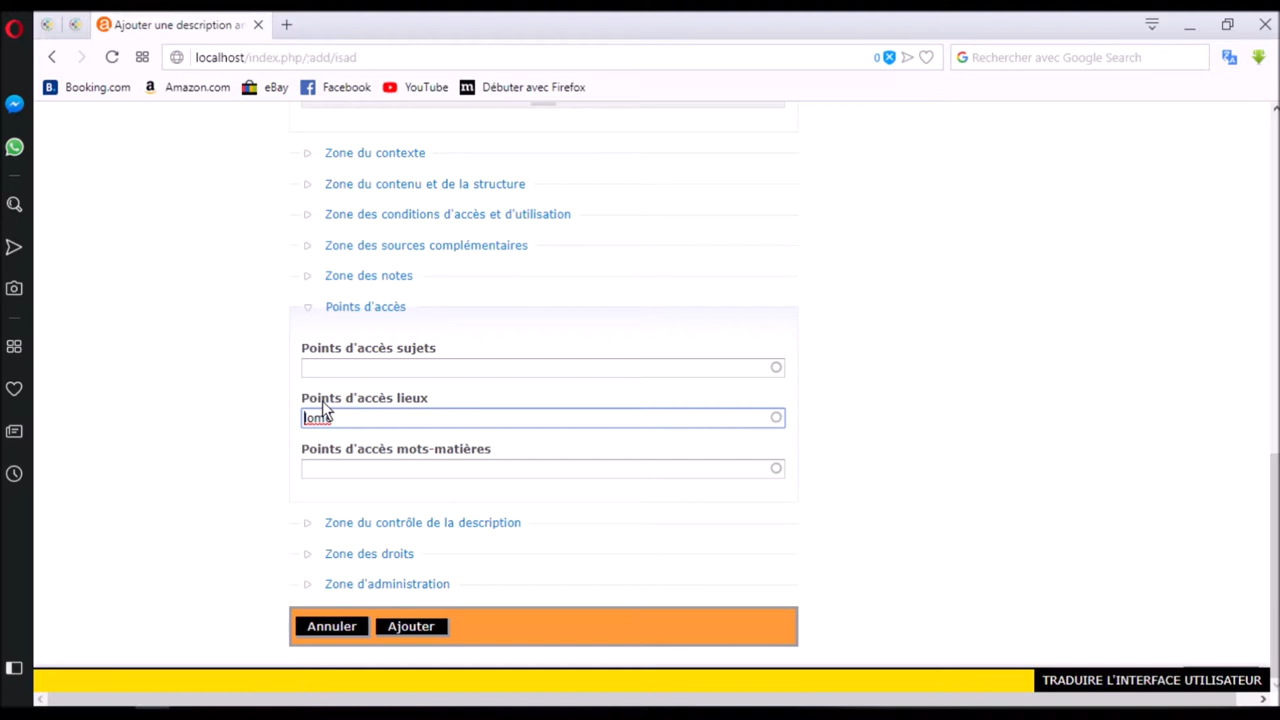 Ajouter une description ar
localhost/index.php/;add/isad
0
Rechercher avec Google Search
B.
Booking.com
Amazon.com
eBay
Facebook
YouTube
m
Débuter avec Firefox
Zone du contexte
Zone du contenu et de la structure
Zone des conditions d'accès et d'utilisation
Zone des sources complémentaires
Zone des notes
Points d'accès
Points d'accès sujets
Points d'accès lieux
Points d'accès mots-matières
Zone du contrôle de la description
Zone des droits
Zone d'administration
Annuler
Ajouter
TRADUIRE L'INTERFACE UTILISATEUR